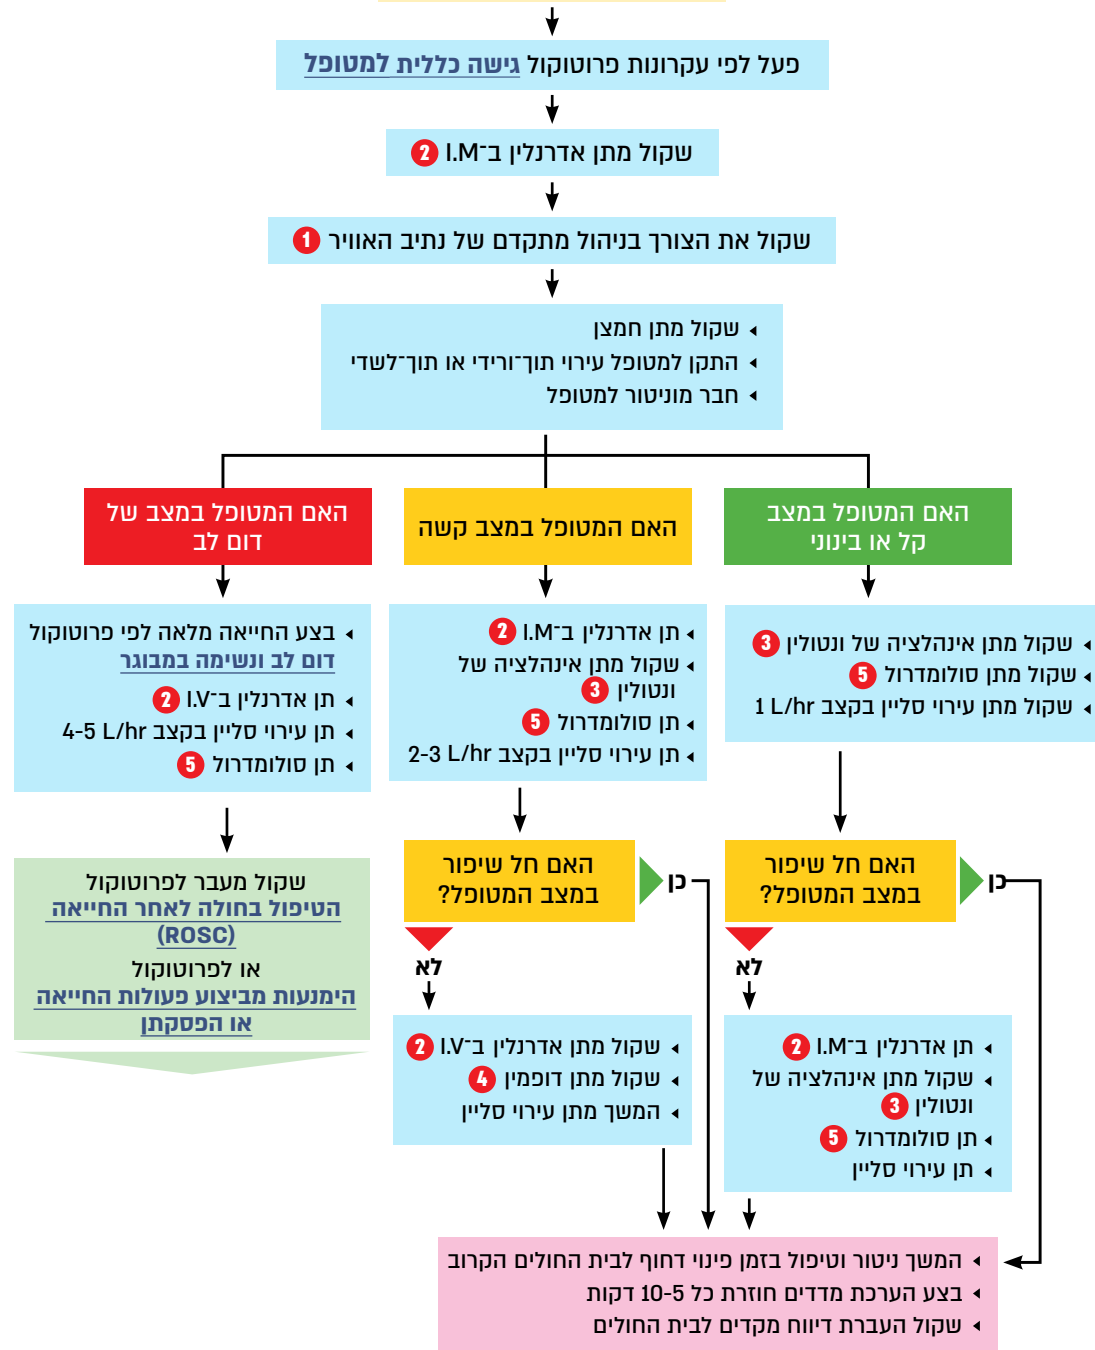 פעל לפי עקרונות פרוטוקול גישה כללית למטופל
שקול מתן אדרנלין ב־I.M 2
שקול את הצורך בניהול מתקדם של נתיב האוויר 1
שקול מתן חמצן
התקן למטופל עירוי תוך־ורידי או תוך־לשדי
חבר מוניטור למטופל
האם המטופל במצב
קל או בינוני
האם המטופל במצב קשה
האם המטופל במצב של
דום לב
שקול מתן אינהלציה של ונטולין 3
שקול מתן סולומדרול 5
שקול מתן עירוי סליין בקצב 1 L/hr
תן אדרנלין ב־I.M 2
שקול מתן אינהלציה של
ונטולין 3
תן סולומדרול 5
תן עירוי סליין בקצב 2-3 L/hr
בצע החייאה מלאה לפי פרוטוקול
דום לב ונשימה במבוגר
תן אדרנלין ב־I.V 2
תן עירוי סליין בקצב 4-5 L/hr
תן סולומדרול 5
האם חל שיפור
במצב המטופל?
כן
לא
האם חל שיפור
במצב המטופל?
כן
לא
שקול מעבר לפרוטוקול
הטיפול בחולה לאחר החייאה
(ROSC)
או לפרוטוקול
הימנעות מביצוע פעולות החייאה
או הפסקתן
תן אדרנלין ב־I.M 2
שקול מתן אינהלציה של
ונטולין 3
תן סולומדרול 5
תן עירוי סליין
שקול מתן אדרנלין ב־I.V 2
שקול מתן דופמין 4
המשך מתן עירוי סליין
המשך ניטור וטיפול בזמן פינוי דחוף לבית החולים הקרוב
בצע הערכת מדדים חוזרת כל 10-5 דקות
שקול העברת דיווח מקדים לבית החולים